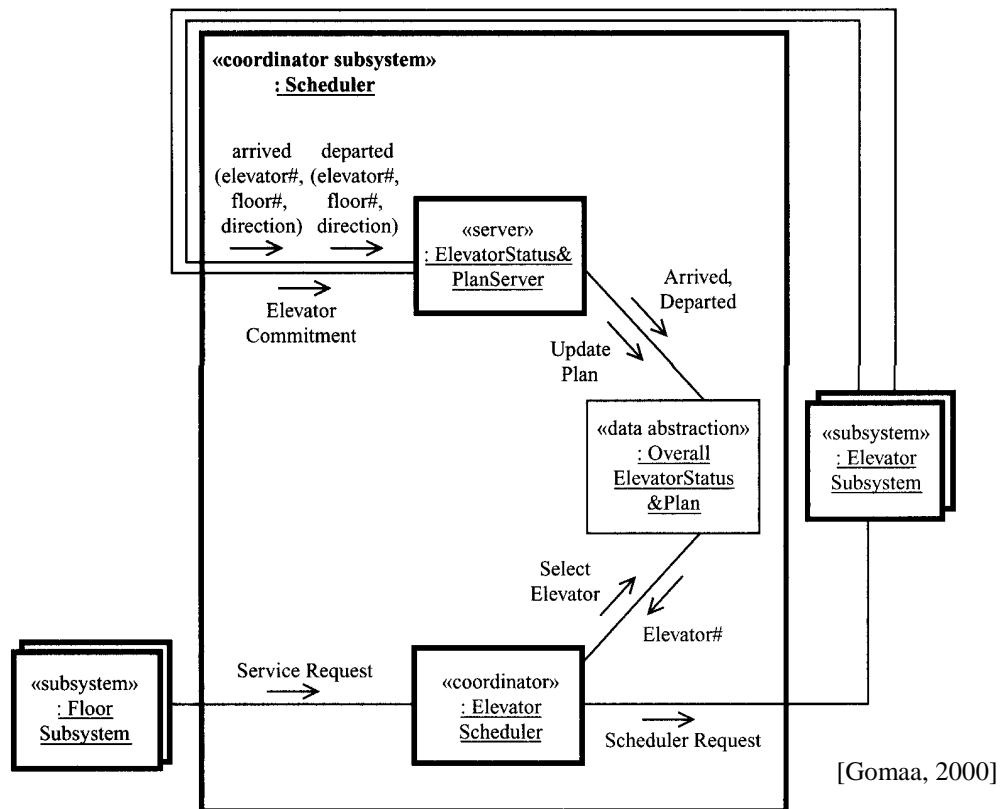 «coordinator subsystem»
: Scheduler
arrived
(elevator#,
floor#,
direction)
departed
(elevator#,
floor#,
direction)
Elevator
Commitment
«server»
: ElevatorStatus&
PlanServer
Arrived,
Departed
Update
Plan
«data abstraction»
: Overall
ElevatorStatus
&Plan
«subsystem»
: Elevator
Subsystem
Select
Elevator
Elevator#
«subsystem»
: Floor
Subsystem
Service Request
«coordinator»
: Elevator
Scheduler
Scheduler Request
[Gomaa, 2000]